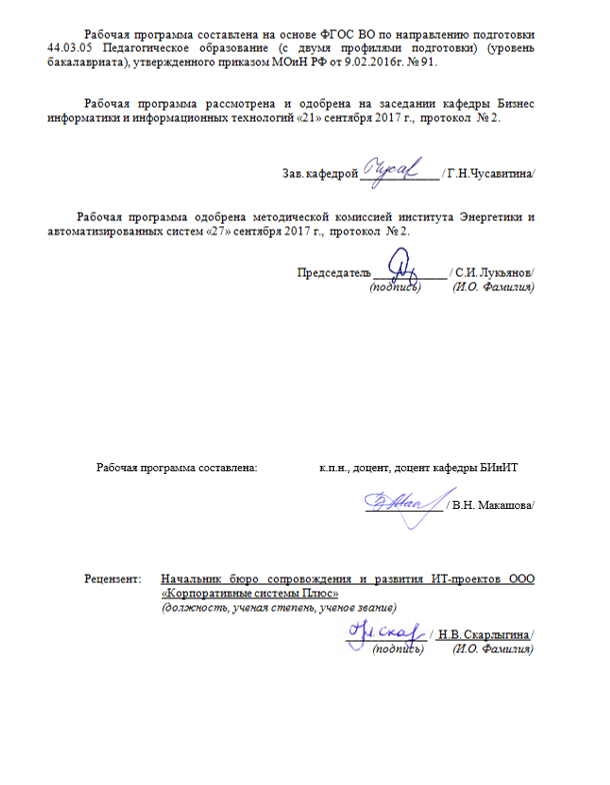 Рабочая программа составлена на основе ФГОС ВО по направлению подготовки
44.03.05 Педагогическое образование (с двумя профилями подготовки) (уровень
бакалавриата), утвержденного приказом МОиН РФ от 9.02.2016г. № 91.
Рабочая программа рассмотрена и одобрена на заседании кафедры Бизнес
информатики и информационных технологий «21» сентября 2017 г., протокол № 2.
Зав. кафедрой / Г.Н.Чусавитина/
Рабочая программа одобрена методической комиссией института Энергетики и
автоматизированных систем «27» сентября 2017 г., протокол № 2.
Председатель / С.И. Лукьянов/
(подпись) (И.О. Фамилия)
Рабочая программа составлена: к.п.н., доцент, доцент кафедры БИиИТ
/ В.Н. Макашова/
Рецензент: Начальник бюро сопровождения и развития ИТ-проектов ООО
«Корпоративные системы Плюс»
(должность, ученая степень, ученое звание)
/ Н.В. Скарлыгина/
(подпись) (И.О. Фамилия)